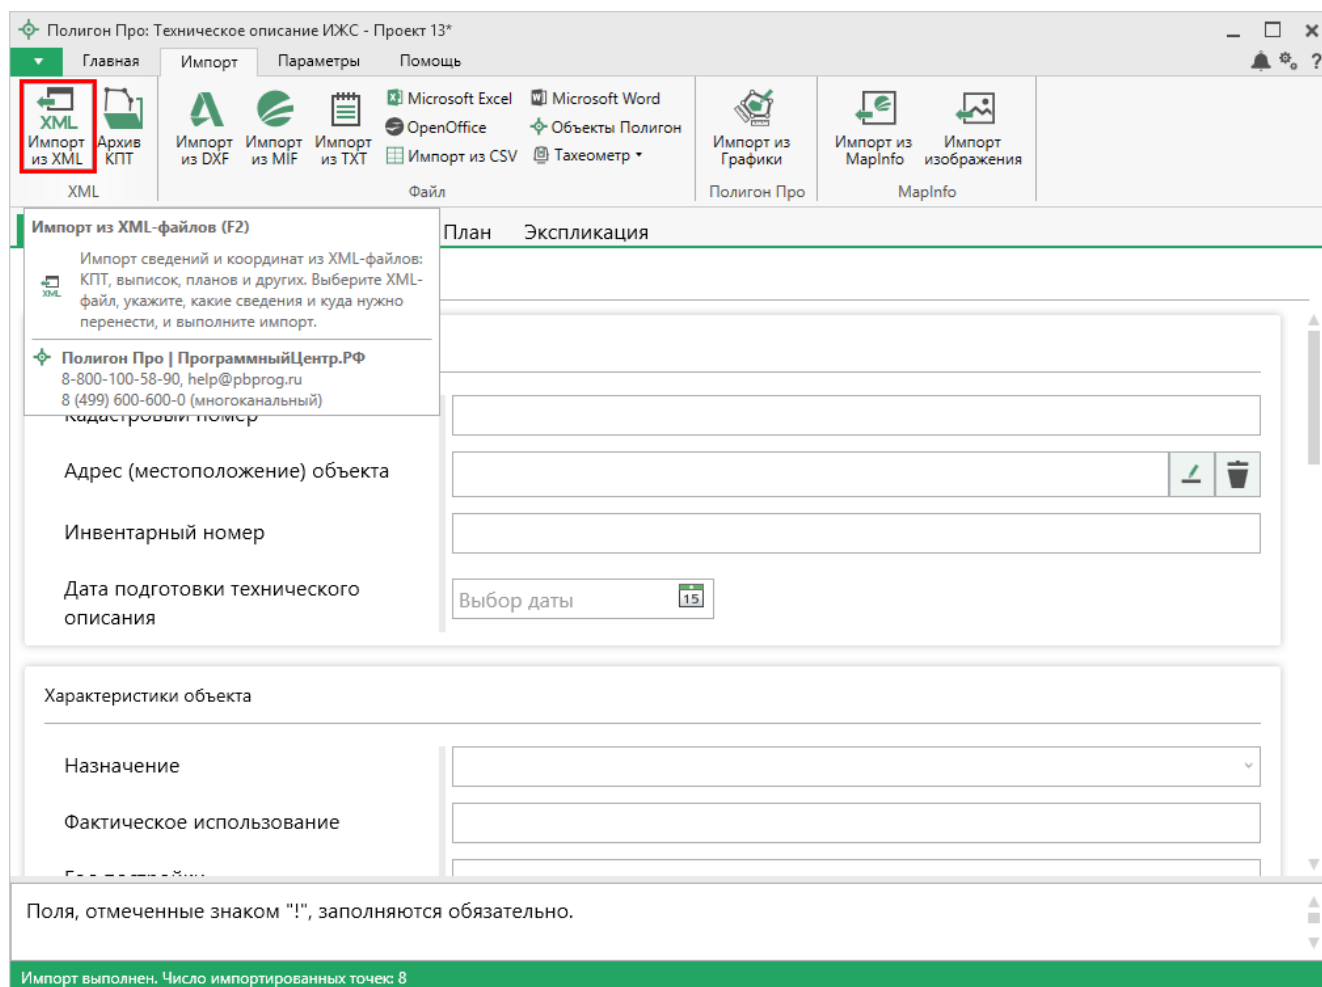 Полигон Про: Техническое описание ИЖС - Проект 13*
Главная Импорт Параметры Помощь
?
XML
Импорт из XML
Архив КПТ
Импорт из DXF
Импорт из MIF
Импорт из TXT
Microsoft Excel
OpenOffice
Импорт из CSV
Microsoft Word
Объекты Полигон
Тахеометр
Импорт из Графики
Импорт из MapInfo
Импорт изображения
XML Файл Полигон Про MapInfo
План Экспликация
Импорт из XML-файлов (F2)
Импорт сведений и координат из XML-файлов:
КПТ, выписок, планов и других. Выберите XML-
файл, укажите, какие сведения и куда нужно
перенести, и выполните импорт.
XML
Полигон Про | ПрограммныйЦентр.РФ
8-800-100-58-90, help@pbprog.ru
8 (499) 600-600-0 (многоканальный)
Кадастровый номер
Адрес (местоположение) объекта
Инвентарный номер
Дата подготовки технического
описания
Выбор даты 15
Характеристики объекта
Назначение
Фактическое использование
Год постройки
Поля, отмеченные знаком "!", заполняются обязательно.
Импорт выполнен. Число импортированных точек: 8